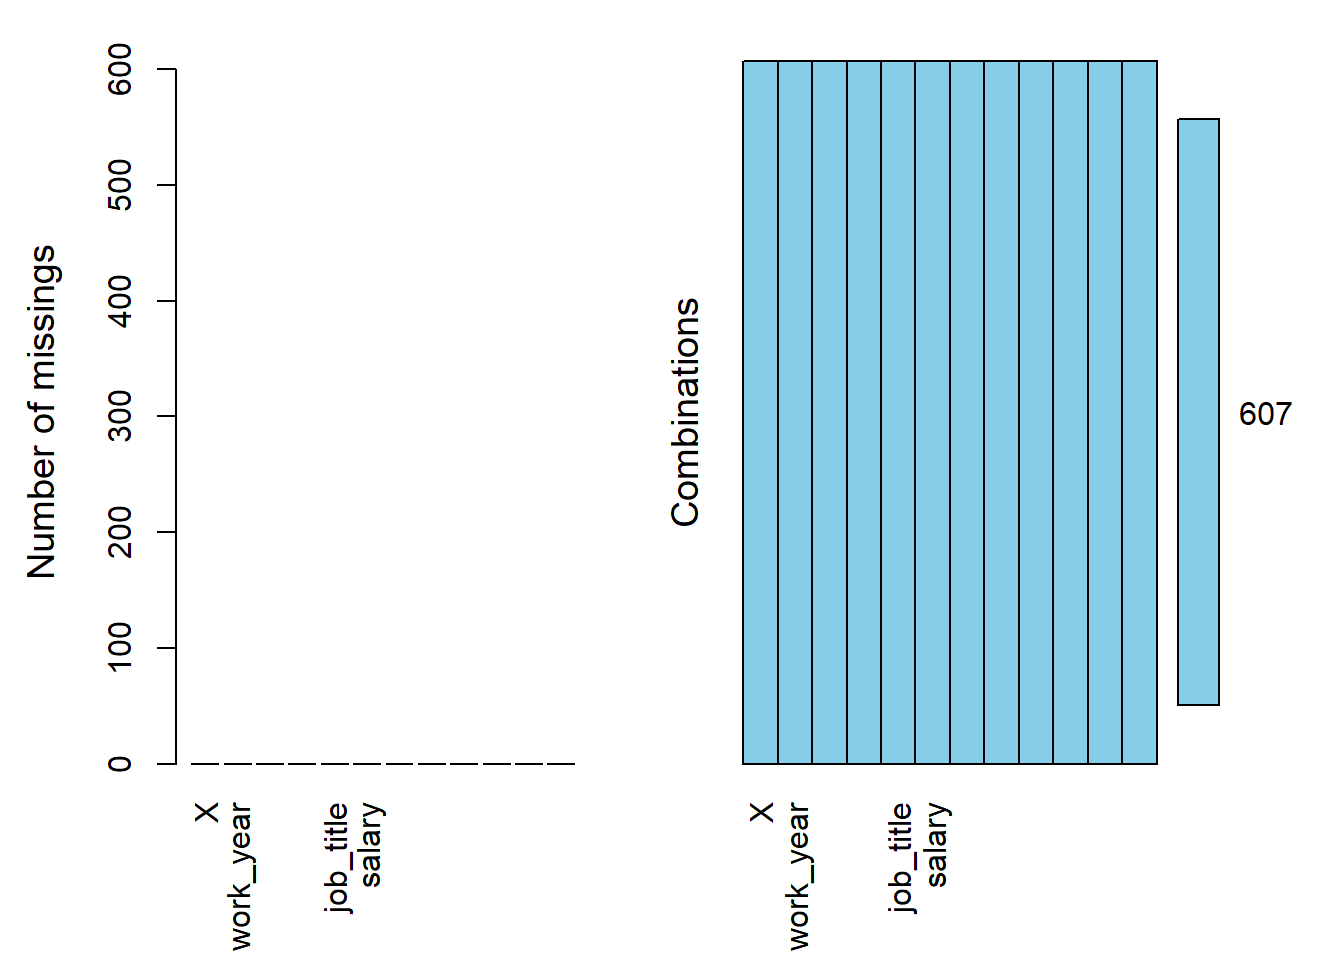 Number of missings
600
500
400
300
200
100
0
X
work_year
job_title
salary
Combinations
X
work_year
job_title
salary
607